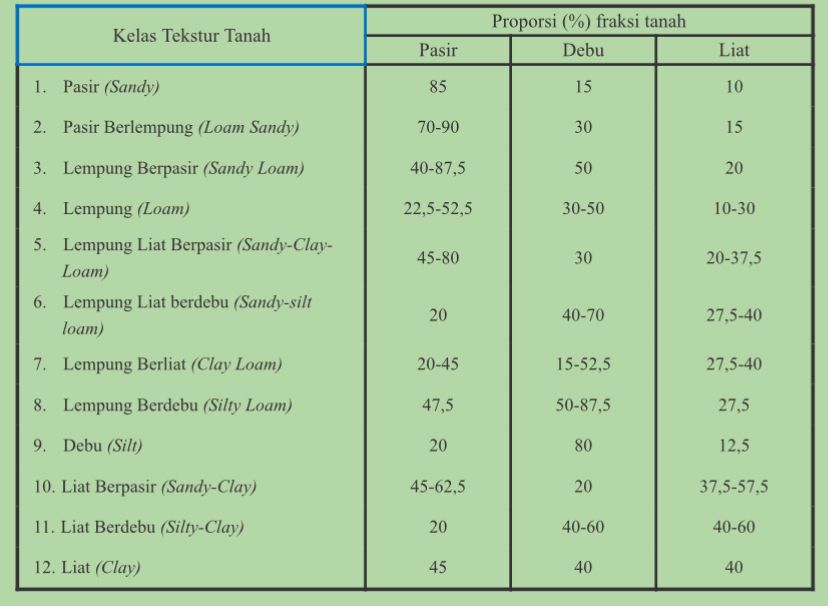 Kelas Tekstur Tanah
Proporsi (%) fraksi tanah
Pasir Debu Liat
1. Pasir (Sandy) 85 15 10
2. Pasir Berlempung (Loam Sandy) 70-90 30 15
3. Lempung Berpasir (Sandy Loam) 40-87,5 50 20
4. Lempung (Loam) 22,5-52,5 30-50 10-30
5. Lempung Liat Berpasir (Sandy-Clay-
Loam) 45-80 30 20-37,5
6. Lempung Liat berdebu (Sandy-silt
loam) 20 40-70 27,5-40
7. Lempung Berliat (Clay Loam) 20-45 15-52,5 27,5-40
8. Lempung Berdebu (Silty Loam) 47,5 50-87,5 27,5
9. Debu (Silt) 20 80 12,5
10. Liat Berpasir (Sandy-Clay) 45-62,5 20 37,5-57,5
11. Liat Berdebu (Silty-Clay) 20 40-60 40-60
12. Liat (Clay) 45 40 40